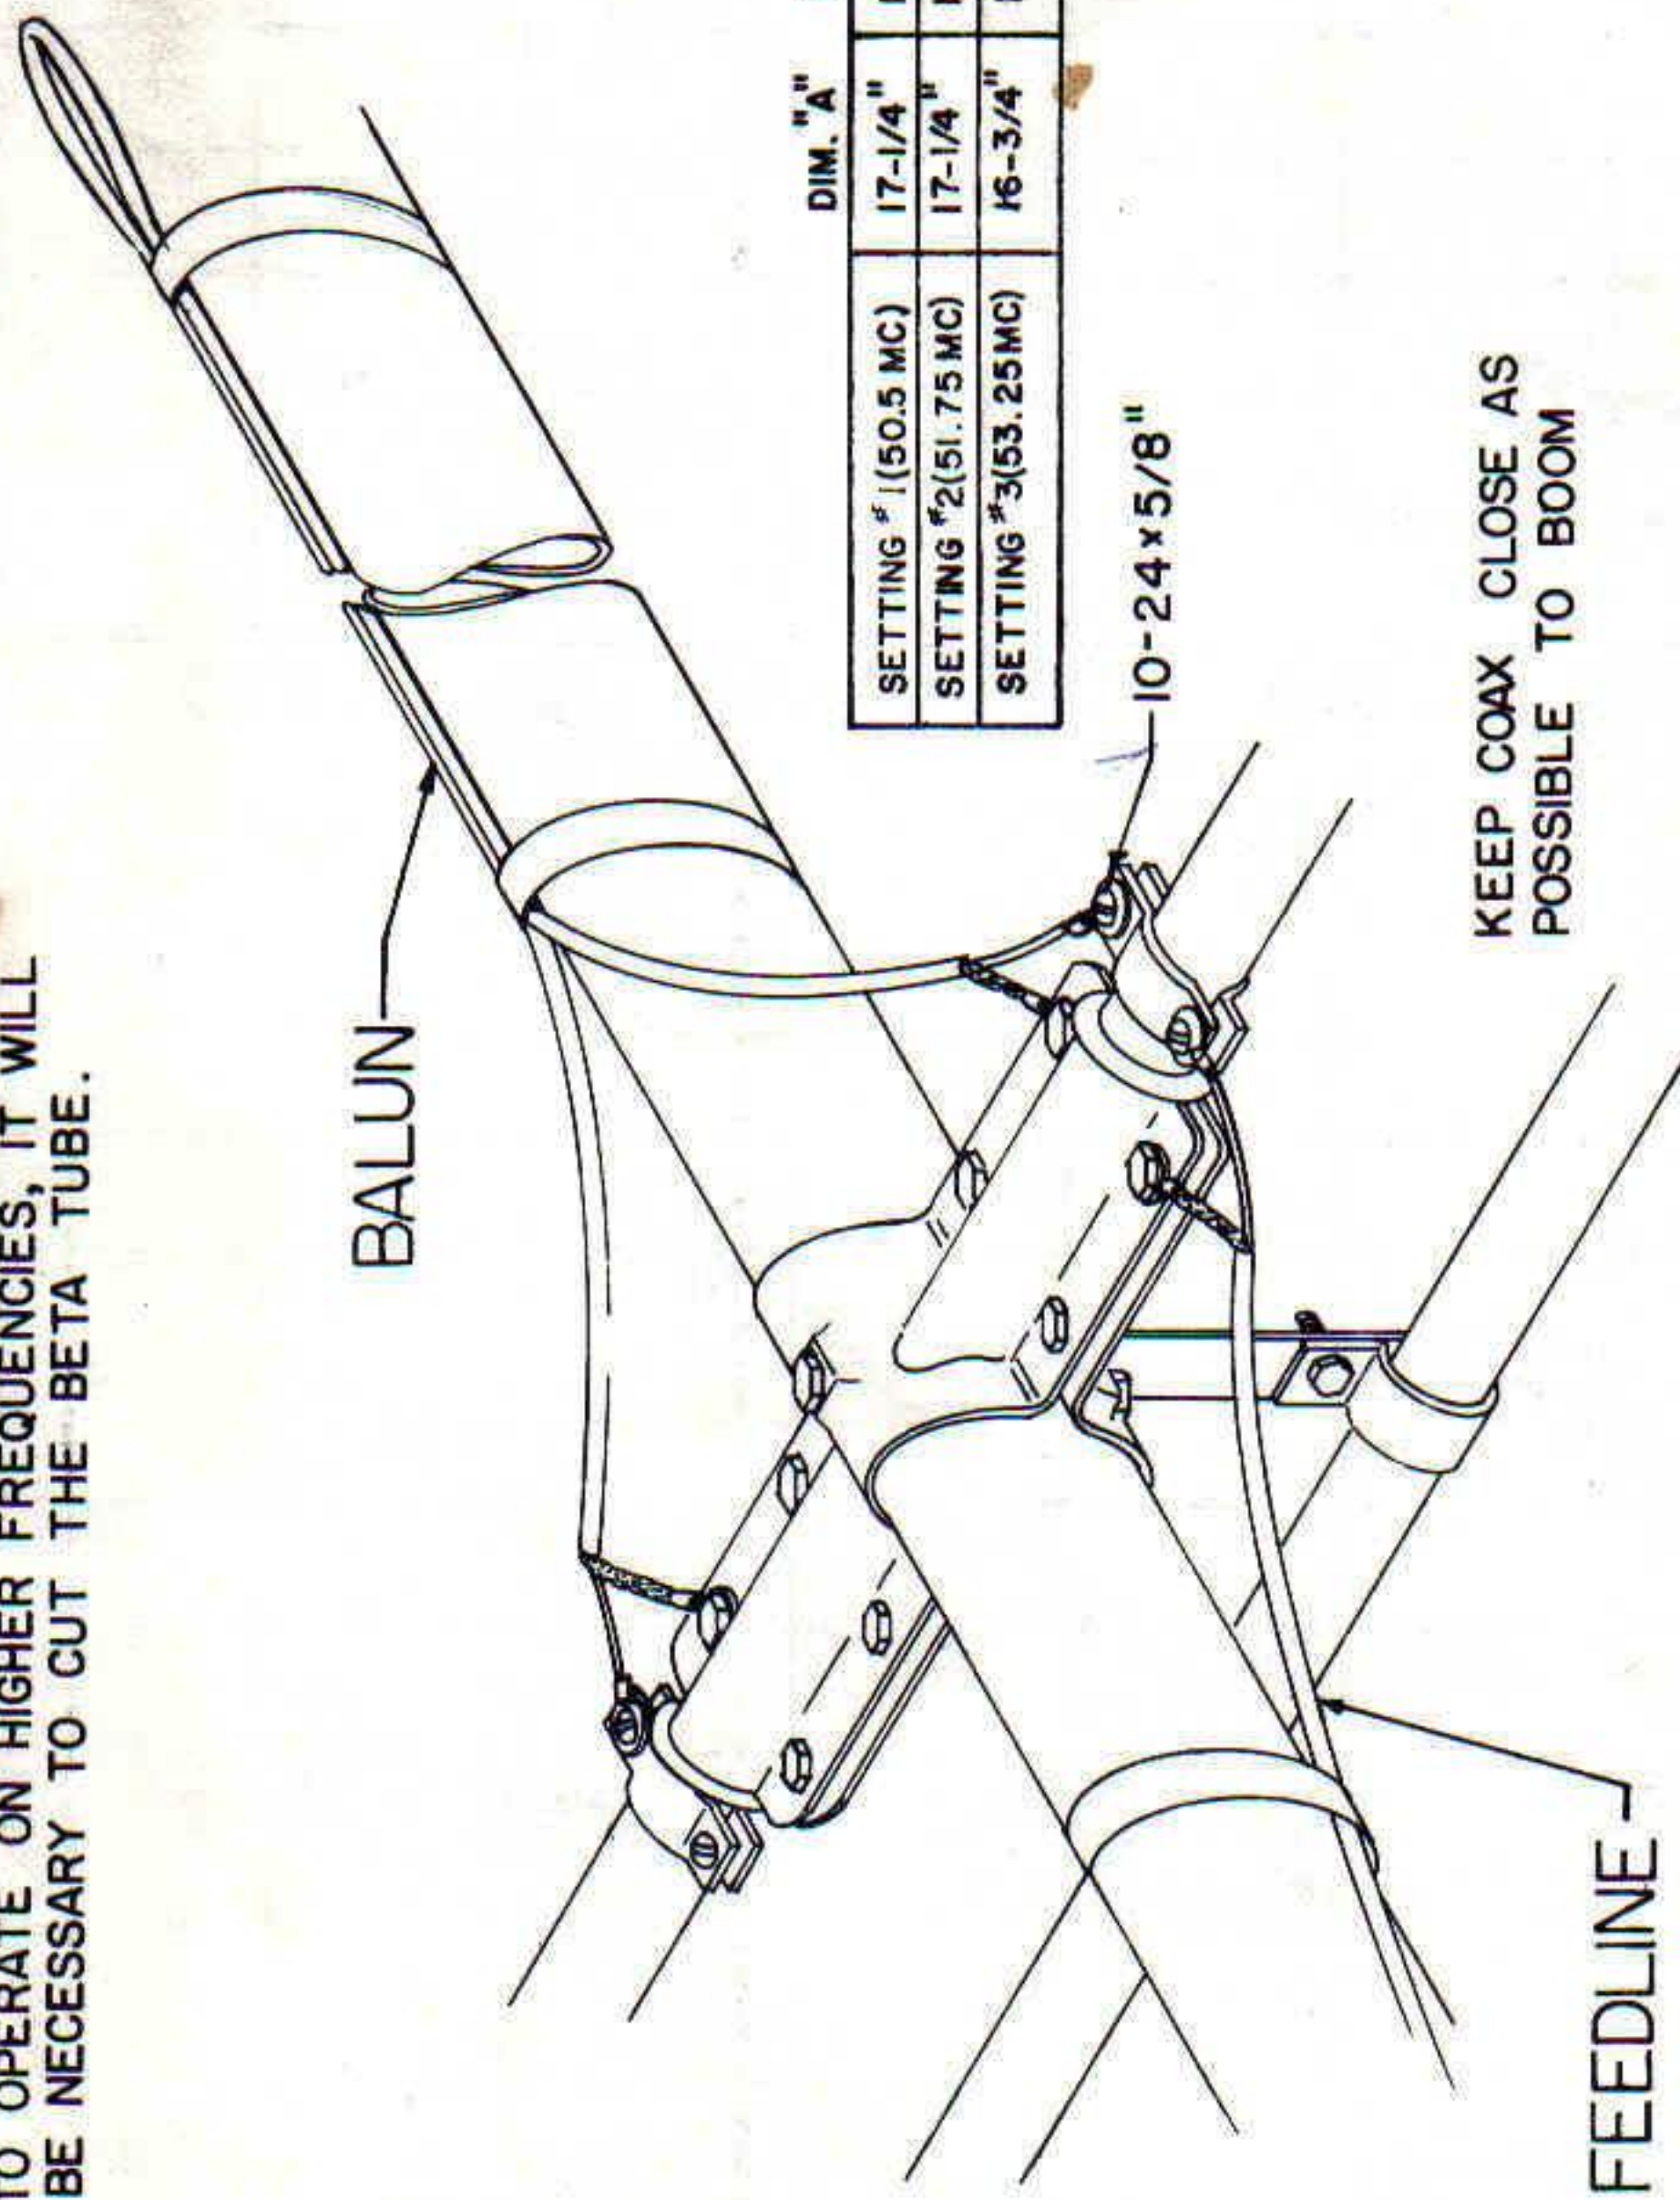 TO OPERATE ON HIGHER FREQUENCIES, IT WILL
BE NECESSARY TO CUT THE BETA TUBE.
BALUN
DIM. "A"
SETTING #1(50.5 MC) 17-1/4"
SETTING #2(51.75 MC) 17-1/4"
SETTING #3(53.25MC) 16-3/4"
10-24 x 5/8"
KEEP COAX CLOSE AS
POSSIBLE TO BOOM
FEEDLINE